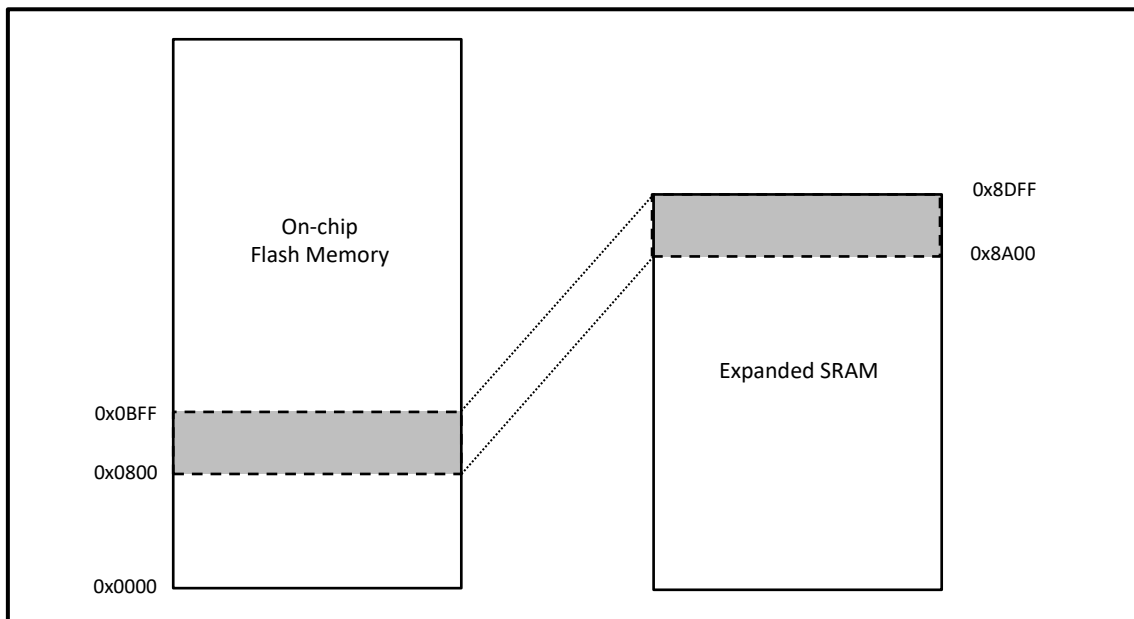 0x8DFF
On-chip
Flash Memory
0x8A00
Expanded SRAM
0x0BFF
0x0800
0x0000